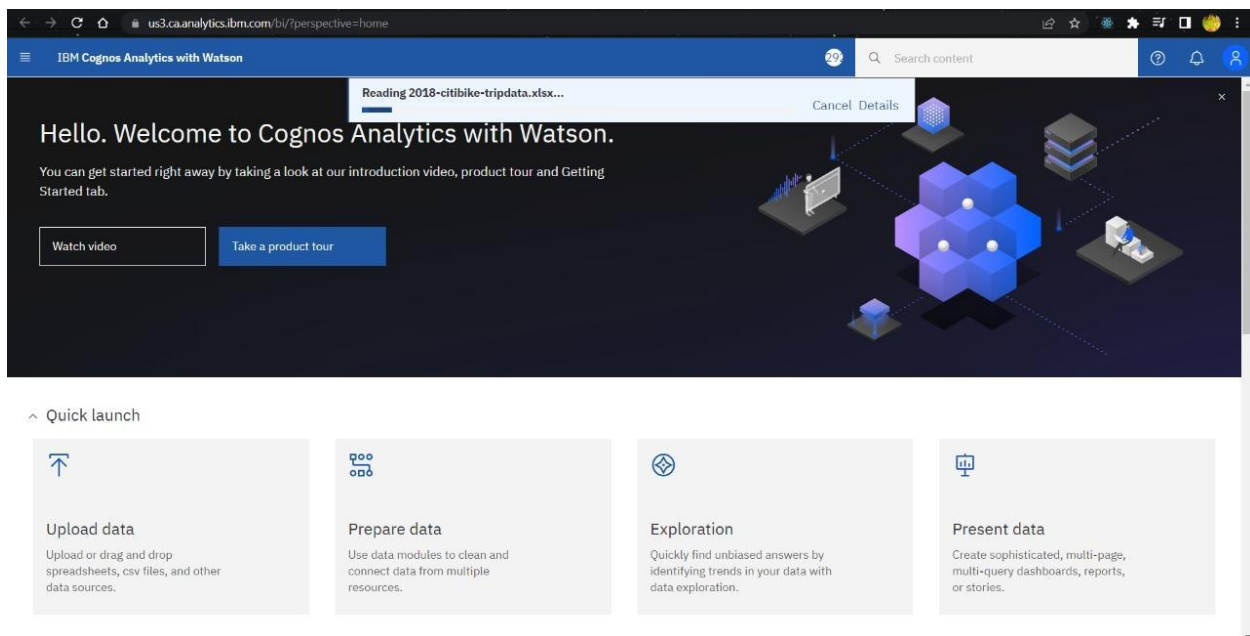 us3.ca.analytics.ibm.com/bi/?perspective=home
IBM Cognos Analytics with Watson
29
Search content
Reading 2018-citibike-tripdata.xlsx...
Cancel Details
Hello. Welcome to Cognos Analytics with Watson.
You can get started right away by taking a look at our introduction video, product tour and Getting
Started tab.
Watch video
Take a product tour
Quick launch
Upload data
Upload or drag and drop
spreadsheets, csv files, and other
data sources.
Prepare data
Use data modules to clean and
connect data from multiple
resources.
Exploration
Quickly find unbiased answers by
identifying trends in your data with
data exploration.
Present data
Create sophisticated, multi-page,
multi-query dashboards, reports,
or stories.